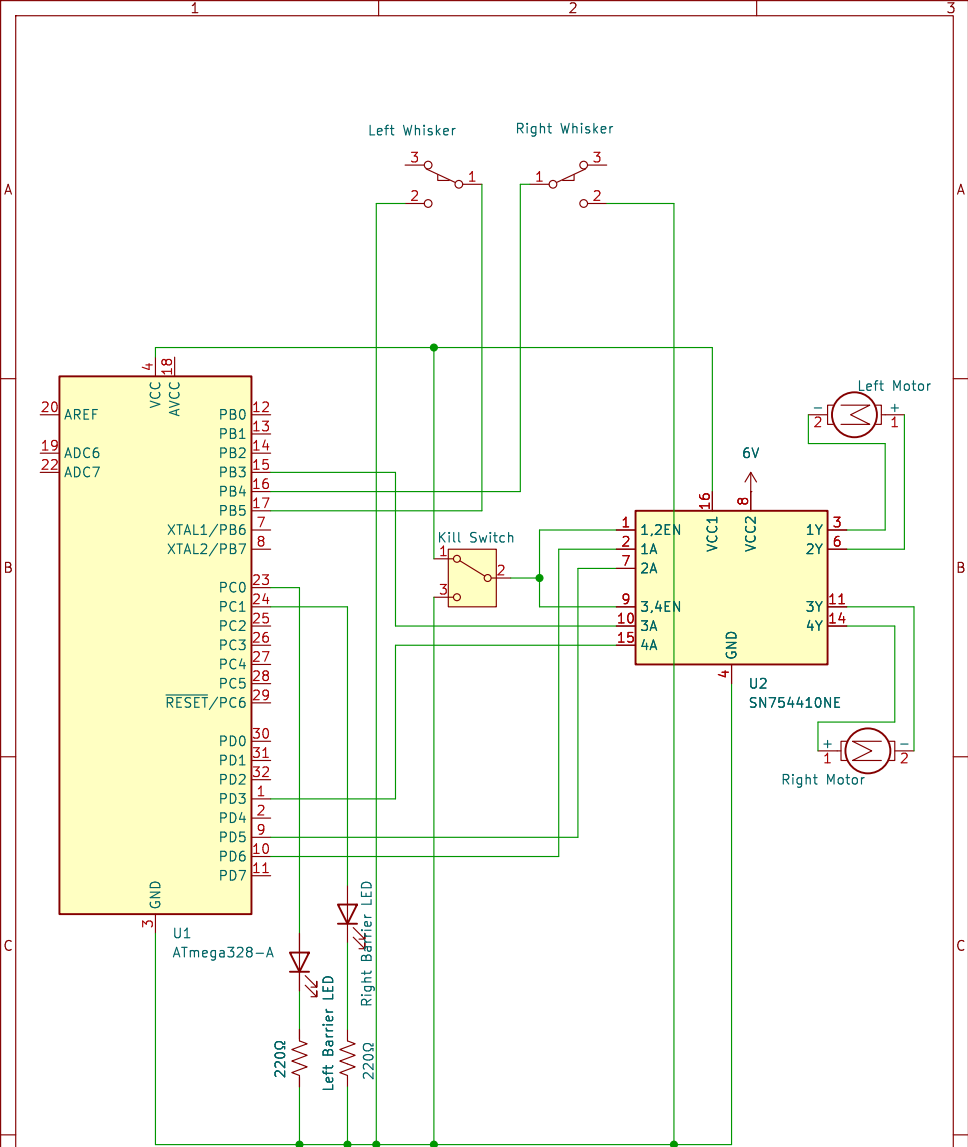 1 2 3
Left Whisker Right Whisker
3 3
A 1 1 A
2 2
4 18
VCC AVCC
Left Motor
20 AREF PB0 12
- 2 + 1
PB1 13
19 ADC6 PB2 14
6V
22 ADC7 PB3 15
PB4 16
16 8
PB5 17
XTAL1/PB6 7
1 1,2EN VCC1 VCC2 1Y 3
Kill Switch
XTAL2/PB7 8
1
2 1A 2Y 6
B 2 7 2A B
PC0 23
3
PC1 24
9 3,4EN 3Y 11
PC2 25
10 3A 4Y 14
PC3 26
15 4A GND
PC4 27
4
PC5 28
U2
RESET/PC6 29
SN754410NE
PD0 30
+ 1 - 2
PD1 31
PD2 32
Right Motor
PD3 1
PD4 2
PD5 9
PD6 10
PD7 11
GND
3
U1
ATmega328-A
C C
Right Barrier LED
Left Barrier LED
220Ω 220Ω